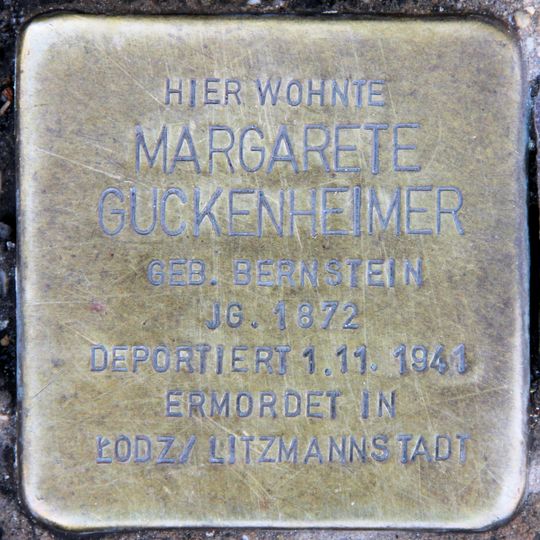 HIER WOHNTE
MARGARETE
GUCKENHEIMER
GEB. BERNSTEIN
JG. 1872
DEPORTIERT 1.11. 1941
ERMORDET IN
ŁODZ/ LITZMANNSTADT